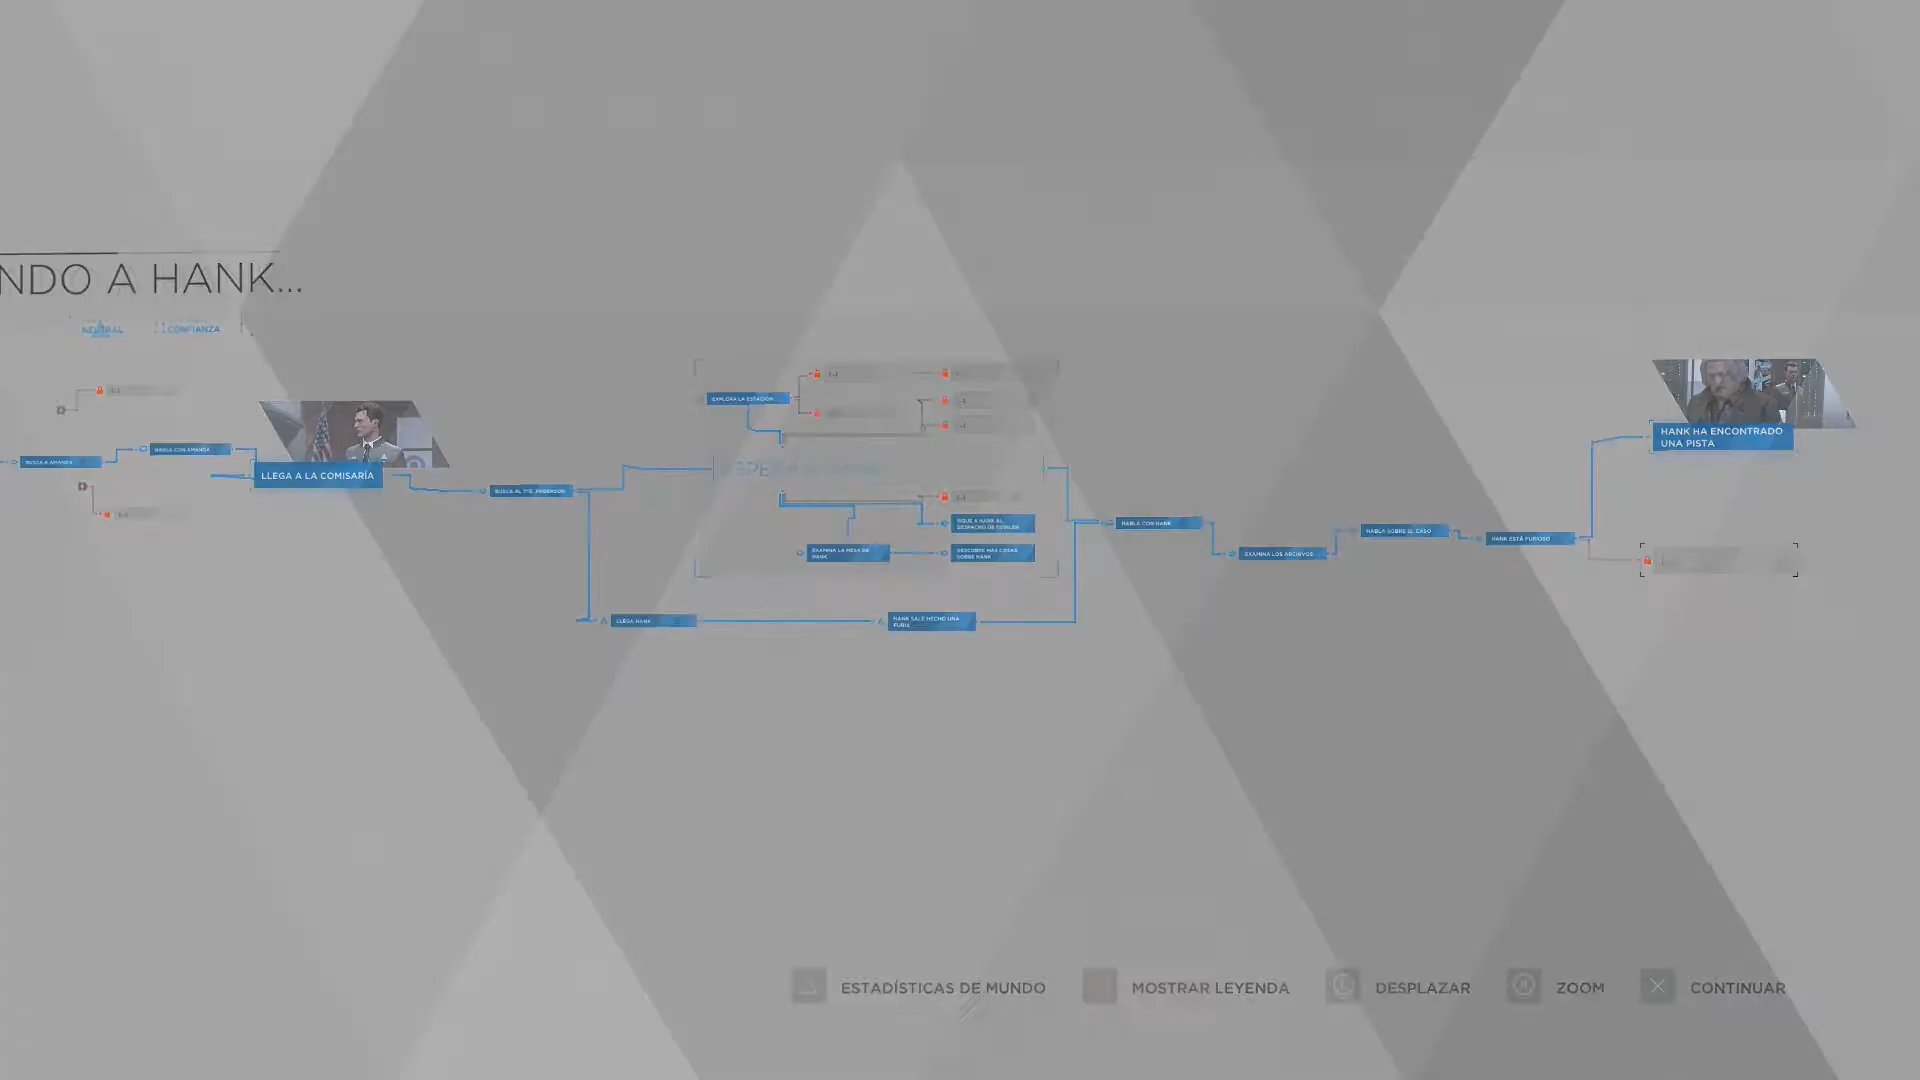 NDO A HANK...
NEUTRAL
CONFIANZA
BUSCA A AMANDA
HABLA CON AMANDA
LLEGA A LA COMISARÍA
BUSCA AL TTE. ANDERSON
EXPLORA LA ESTACIÓN
SIGUE A HANK AL
DESPACHO DE FOWLER
EXAMINA LA MESA DE
HANK
DESCUBRE MÁS COSAS
SOBRE HANK
LLEGA HANK
HANK SALE HECHO UNA
FURIA
HABLA CON HANK
EXAMINA LOS ARCHIVOS
HABLA SOBRE EL CASO
HANK ESTÁ FURIOSO
HANK HA ENCONTRADO
UNA PISTA
ESTADÍSTICAS DE MUNDO
MOSTRAR LEYENDA
DESPLAZAR
ZOOM
CONTINUAR